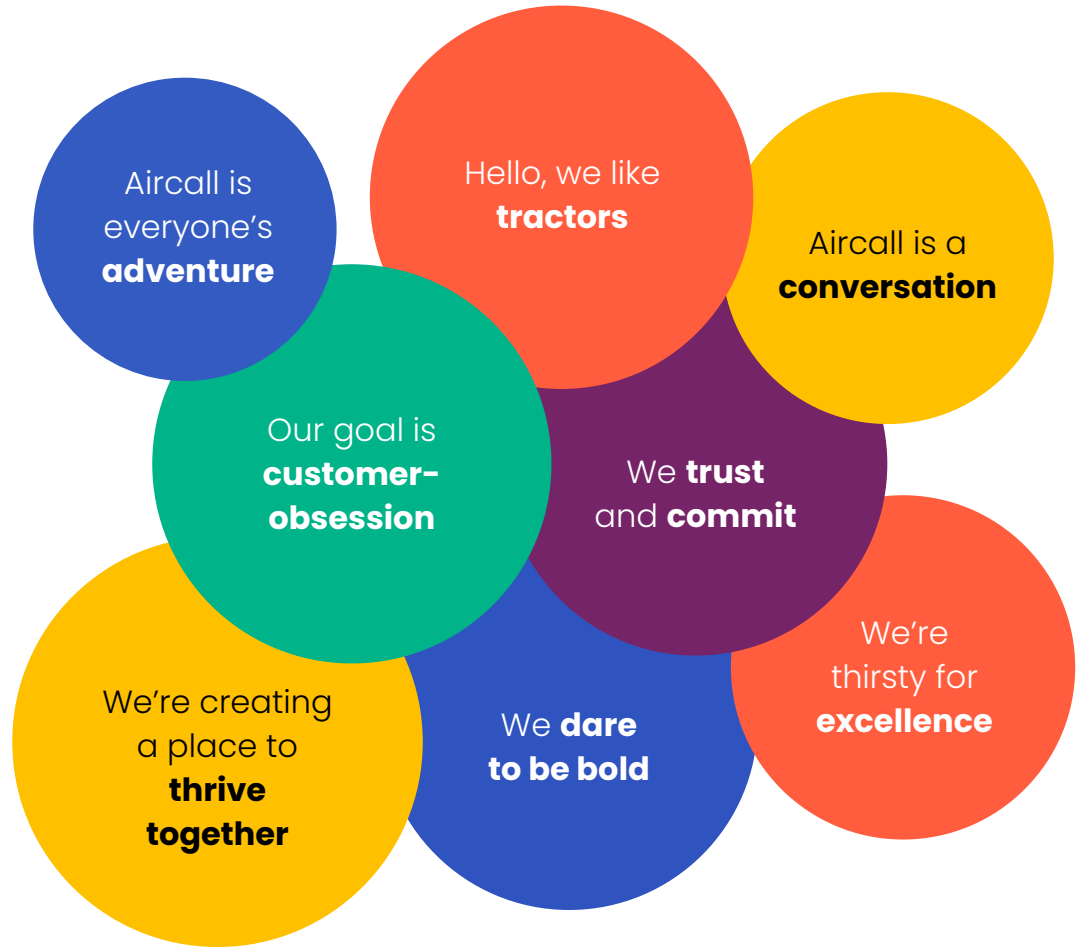 Aircall is
everyone’s
adventure
Hello, we like
tractors
Aircall is a
conversation
Our goal is
customer-
obsession
We trust
and commit
We’re
thirsty for
excellence
We’re creating
a place to
thrive
together
We dare
to be bold